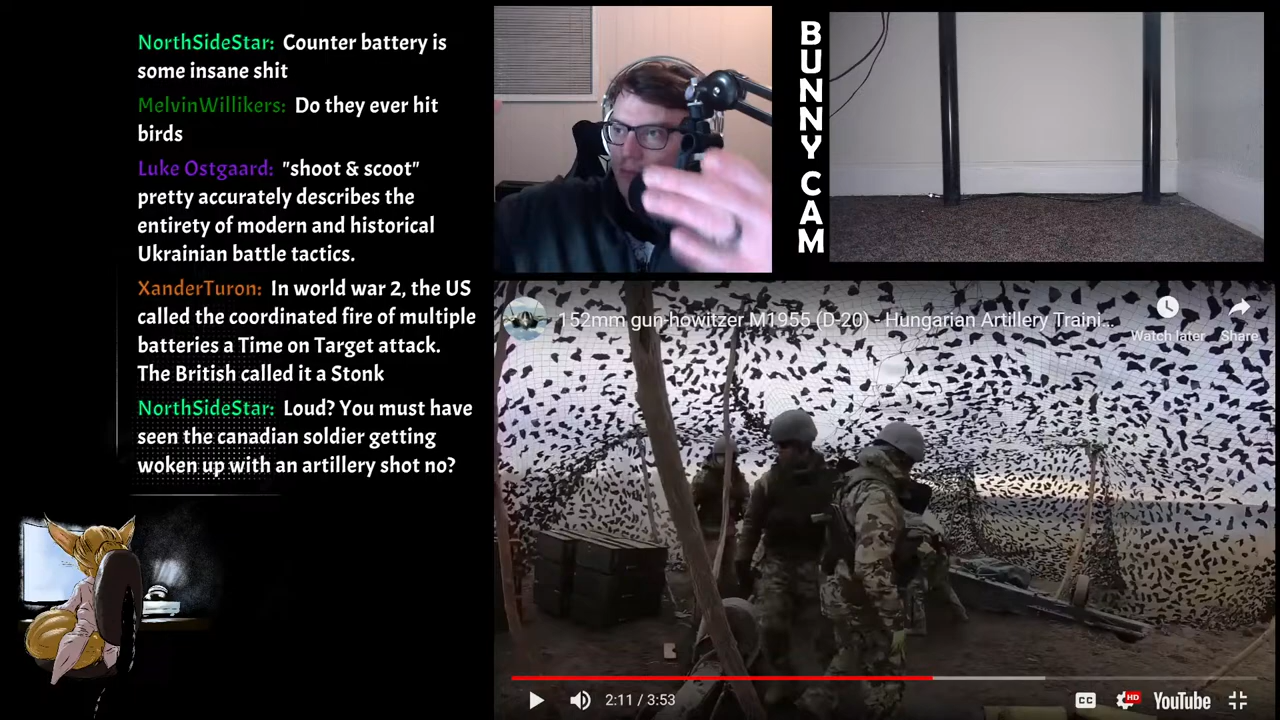 NorthSideStar: Counter battery is
some insane shit
MelvinWillikers: Do they ever hit
birds
Luke Ostgaard: "shoot & scoot"
pretty accurately describes the
entirety of modern and historical
Ukrainian battle tactics.
XanderTuron: In world war 2, the US
called the coordinated fire of multiple
batteries a Time on Target attack.
The British called it a Stonk
NorthSideStar: Loud? You must have
seen the canadian soldier getting
woken up with an artillery shot no?
BUNNY CAM
152mm gun-howitzer M1955 (D-20) - Hungarian Artillery Traini...
Watch later
Share
2:11 / 3:53
CC
HD
YouTube